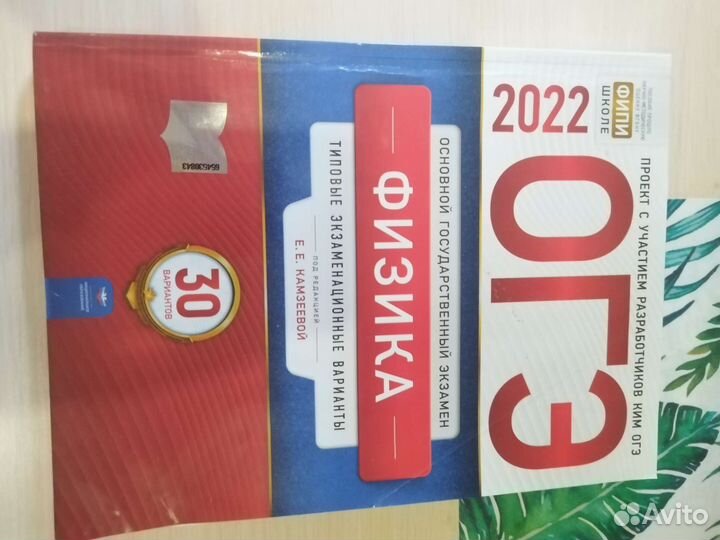 ПРОЕКТ С УЧАСТИЕМ РАЗРАБОТЧИКОВ КИМ ОГЭ
ФИПИ
ШКОЛЕ
2022
ОГЭ
ОСНОВНОЙ ГОСУДАРСТВЕННЫЙ ЭКЗАМЕН
ФИЗИКА
ТИПОВЫЕ ЭКЗАМЕНАЦИОННЫЕ ВАРИАНТЫ
ПОД РЕДАКЦИЕЙ
Е. Е. КАМЗЕЕВОЙ
30
ВАРИАНТОВ
Avito